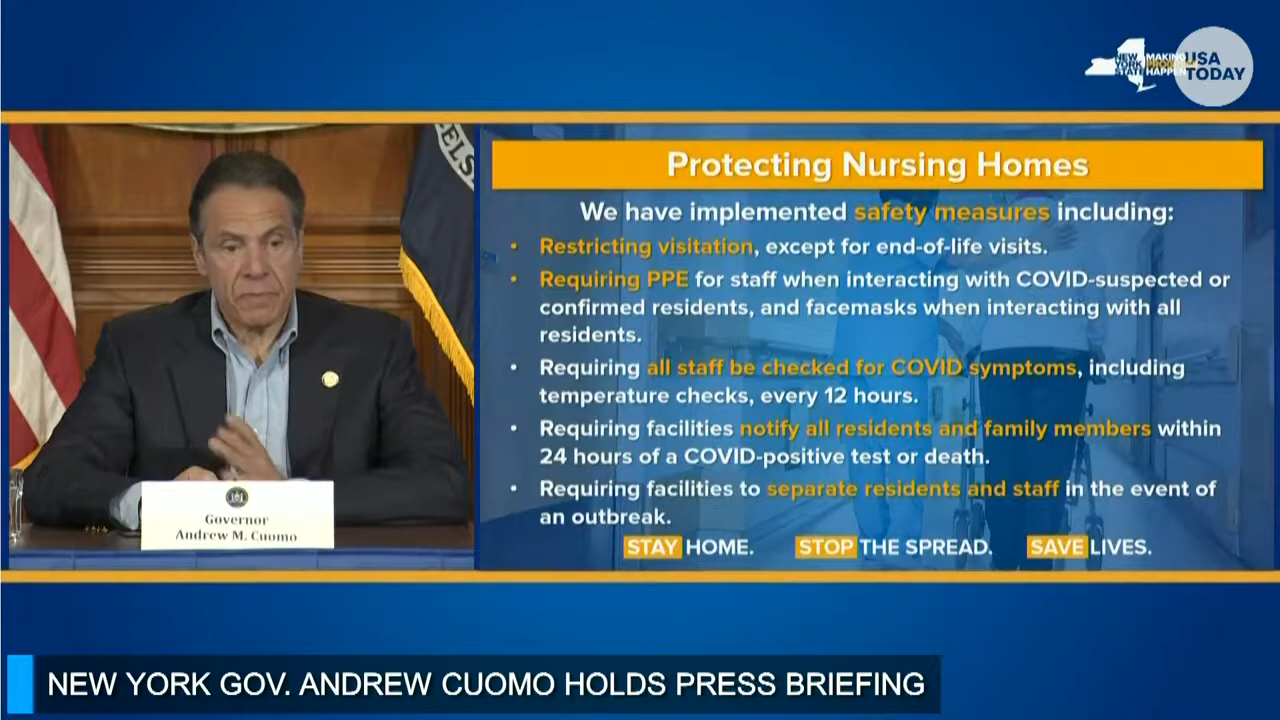 NEW YORK STATE
MAKING
HAPPEN
USA
TODAY
ELS
Protecting Nursing Homes
We have implemented safety measures including:
• Restricting visitation, except for end-of-life visits.
• Requiring PPE for staff when interacting with COVID-suspected or
confirmed residents, and facemasks when interacting with all
residents.
• Requiring all staff be checked for COVID symptoms, including
temperature checks, every 12 hours.
• Requiring facilities notify all residents and family members within
24 hours of a COVID-positive test or death.
• Requiring facilities to separate residents and staff in the event of
an outbreak.
STAY HOME. STOP THE SPREAD. SAVE LIVES.
Governor
Andrew M. Cuomo
NEW YORK GOV. ANDREW CUOMO HOLDS PRESS BRIEFING